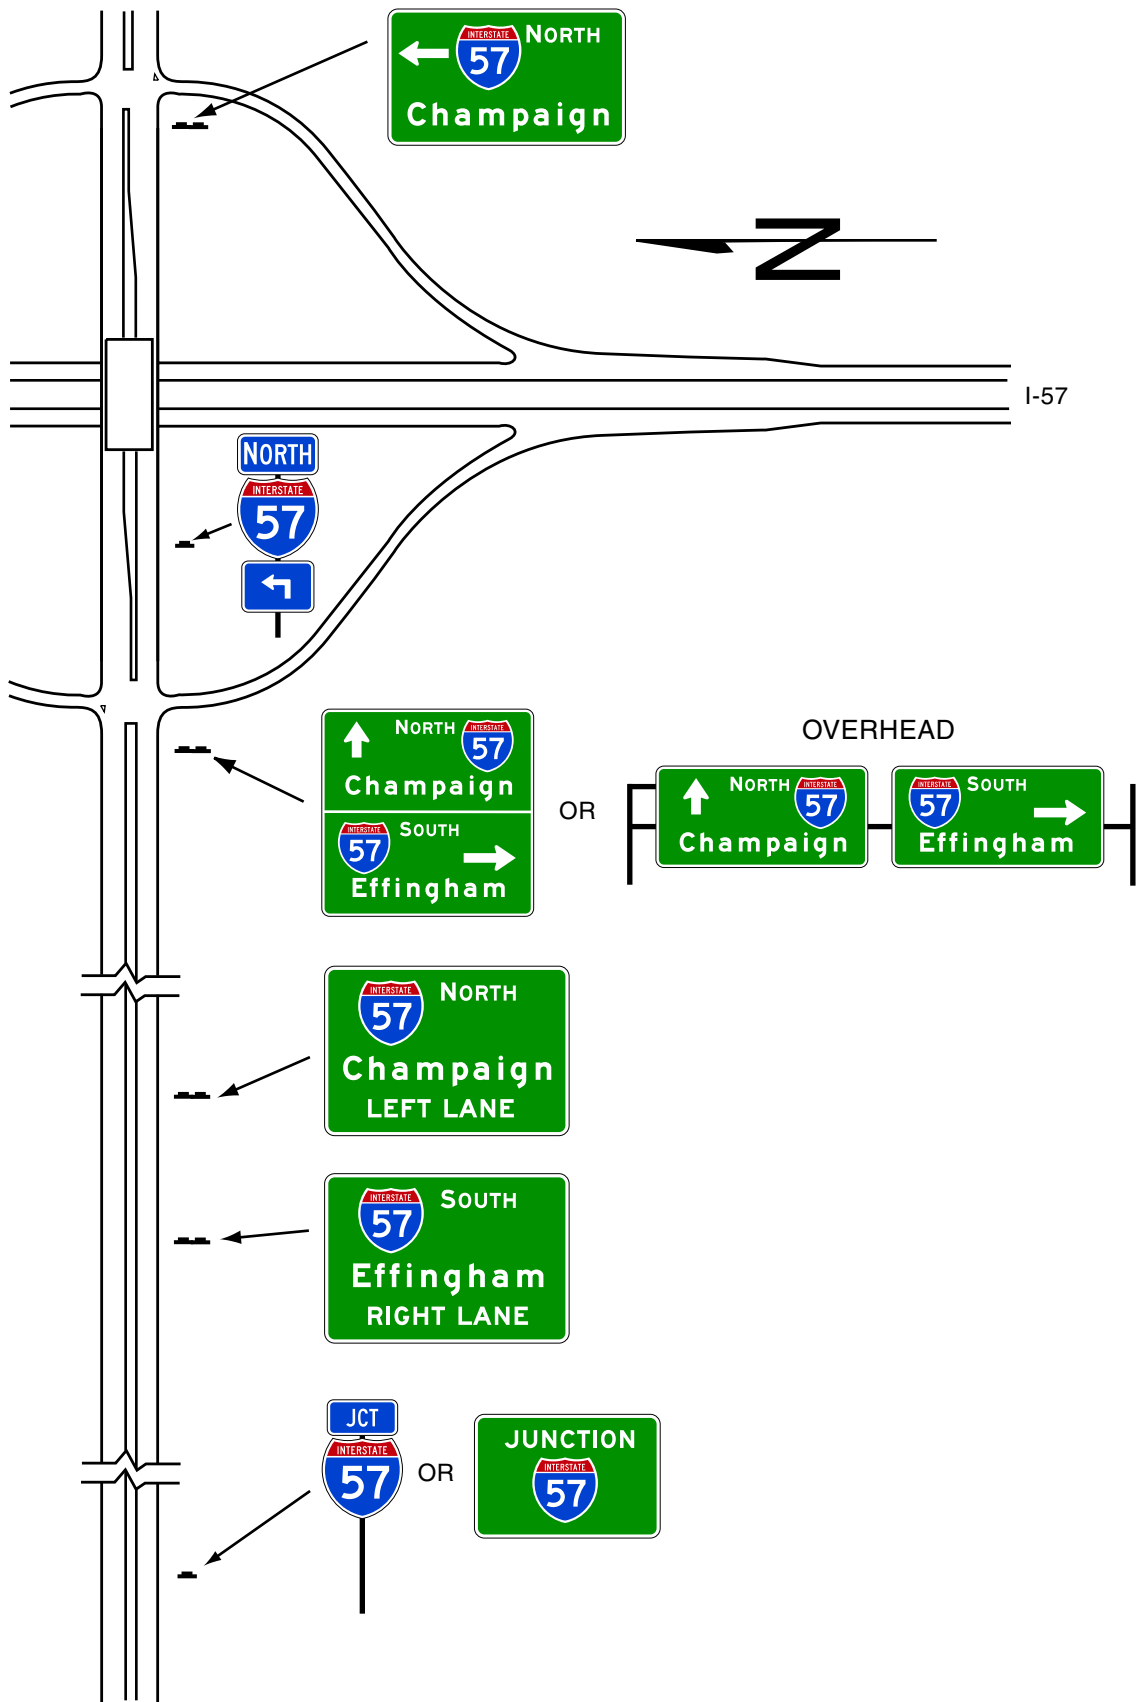 INTERSTATE
57
NORTH
Champaign
N
I-57
NORTH
INTERSTATE
57
NORTH
INTERSTATE
57
Champaign
INTERSTATE
57
SOUTH
Effingham
OR
OVERHEAD
NORTH
INTERSTATE
57
Champaign
INTERSTATE
57
SOUTH
Effingham
INTERSTATE
57
NORTH
Champaign
LEFT LANE
INTERSTATE
57
SOUTH
Effingham
RIGHT LANE
JCT
INTERSTATE
57
OR
JUNCTION
INTERSTATE
57